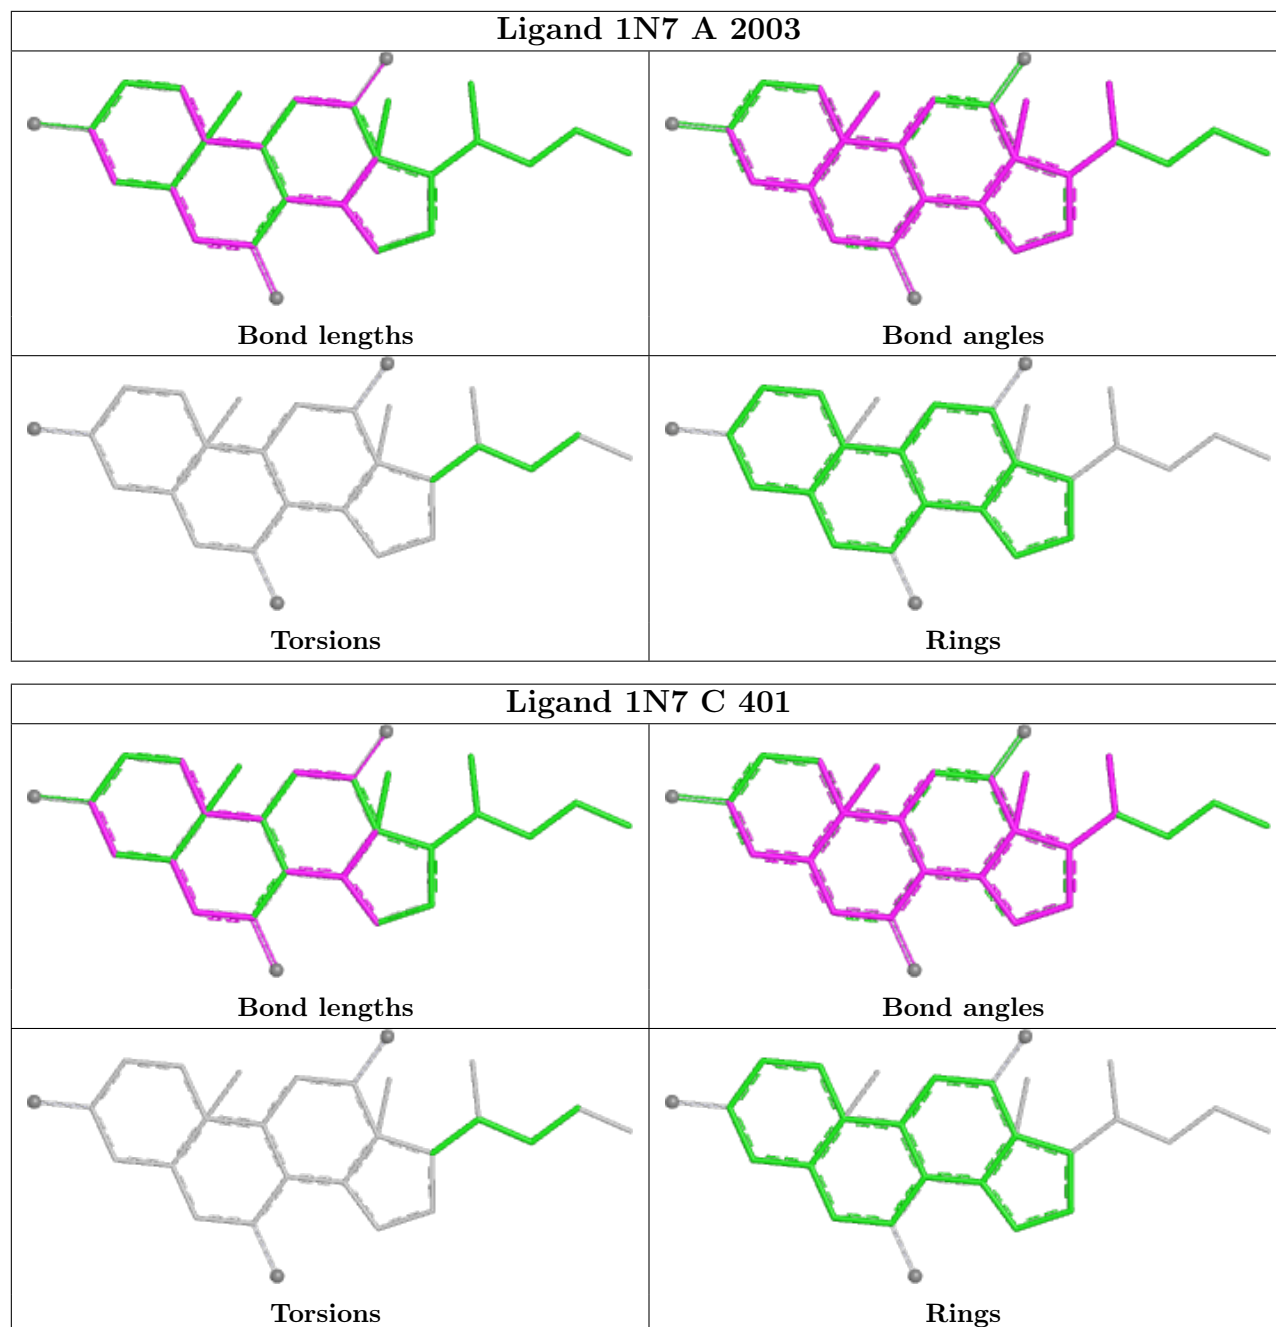 Ligand 1N7 A 2003
Bond lengths
Bond angles
Torsions
Rings
Ligand 1N7 C 401
Bond lengths
Bond angles
Torsions
Rings